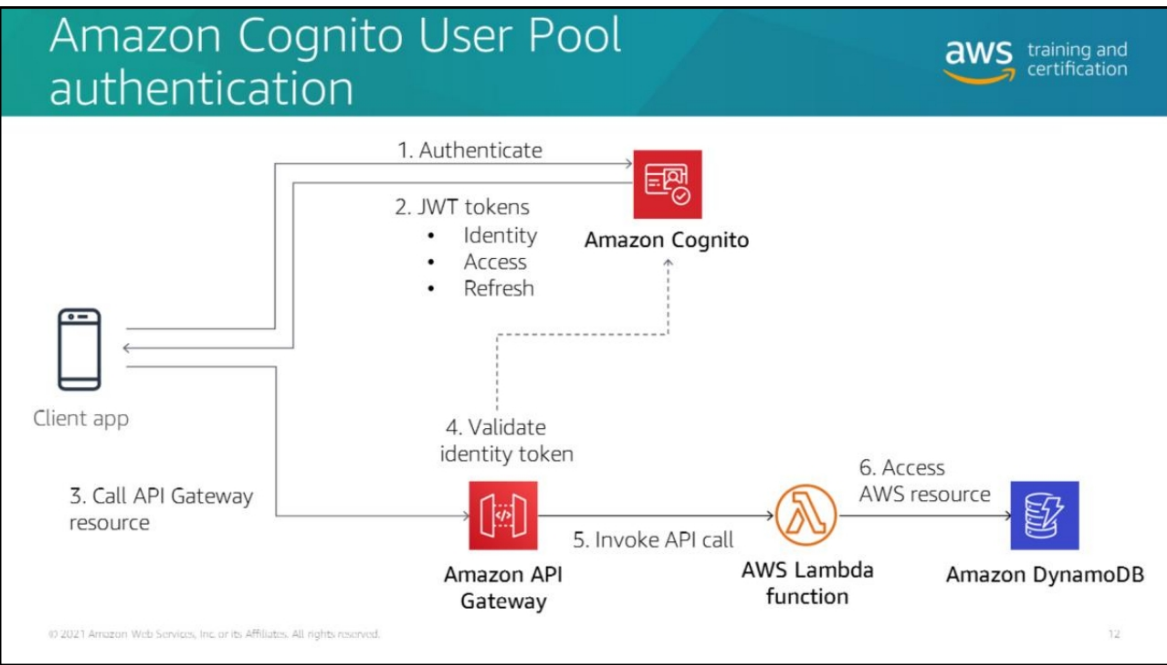 Amazon Cognito User Pool
authentication
aws training and
certification
1. Authenticate
2. JWT tokens
• Identity
• Access
• Refresh
Amazon Cognito
Client app
4. Validate
identity token
3. Call API Gateway
resource
6. Access
AWS resource
5. Invoke API call
Amazon API
Gateway
AWS Lambda
function
Amazon DynamoDB
© 2021 Amazon Web Services, Inc. or its Affiliates. All rights reserved.
12